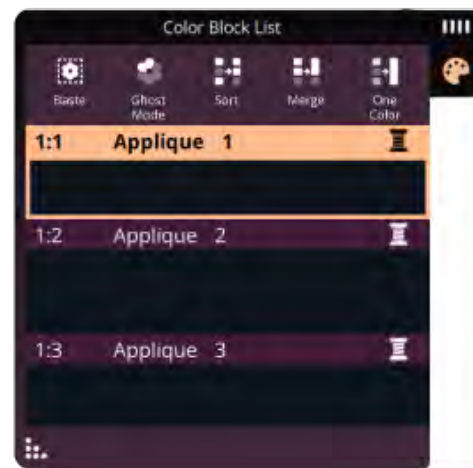 Color Block List
Baste Ghost Mode Sort Merge One Color
1:1 Applique 1
1:2 Applique 2
1:3 Applique 3